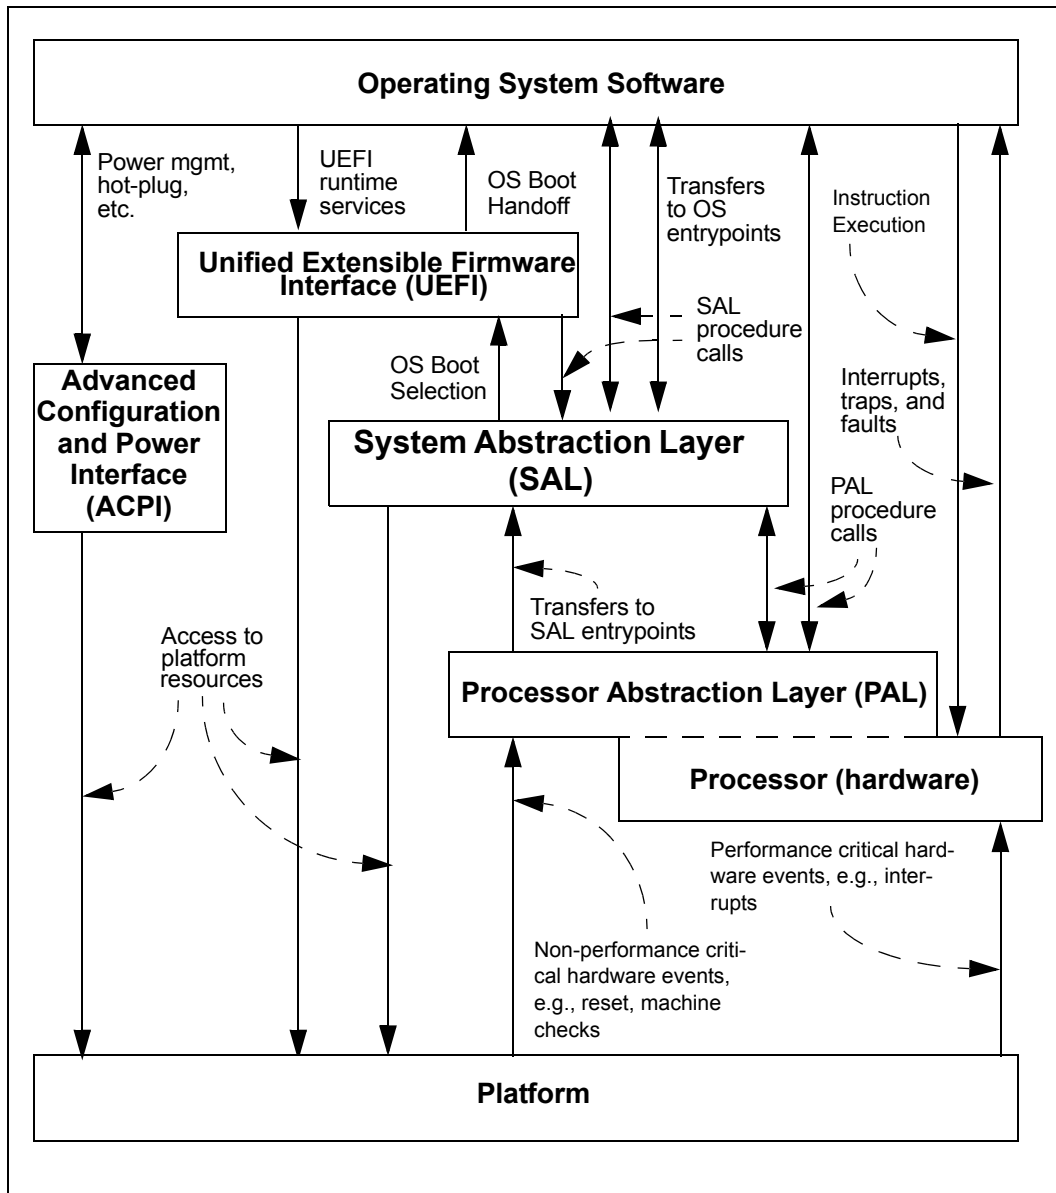 Operating System Software
Power mgmt,
hot-plug,
etc.
UEFI
runtime
services
OS Boot
Handoff
Transfers
to OS
entrypoints
Instruction
Execution
Unified Extensible Firmware
Interface (UEFI)
SAL
procedure
calls
OS Boot
Selection
Advanced
Configuration
and Power
Interface
(ACPI)
Interrupts,
traps, and
faults
System Abstraction Layer
(SAL)
PAL
procedure
calls
Transfers to
SAL entrypoints
Access to
platform
resources
Processor Abstraction Layer (PAL)
Processor (hardware)
Performance critical hard-
ware events, e.g., inter-
rupts
Non-performance criti-
cal hardware events,
e.g., reset, machine
checks
Platform